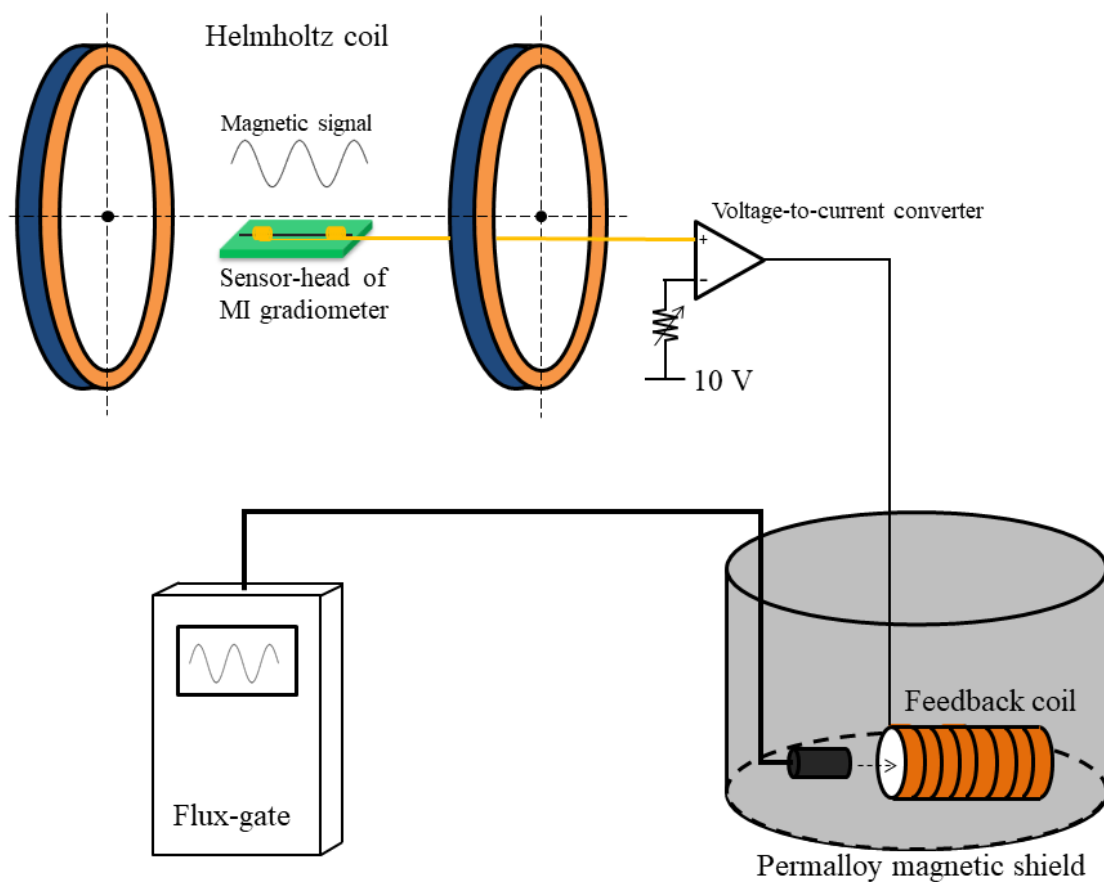 Helmholtz coil
Magnetic signal
Voltage-to-current converter
+
-
Sensor-head of
MI gradiometer
10 V
Feedback coil
Flux-gate
Permalloy magnetic shield